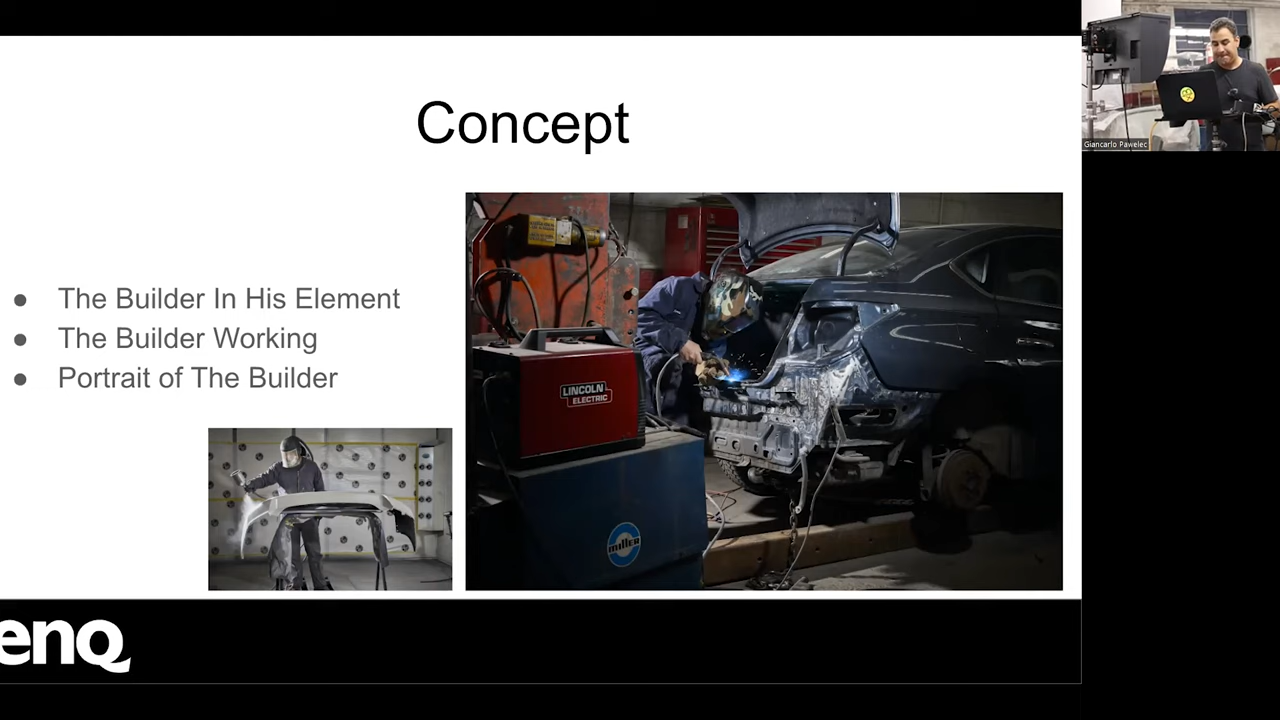 Concept
The Builder In His Element
The Builder Working
Portrait of The Builder
LINCOLN
ELECTRIC
Miller
enQ
Giancarlo Pawelec